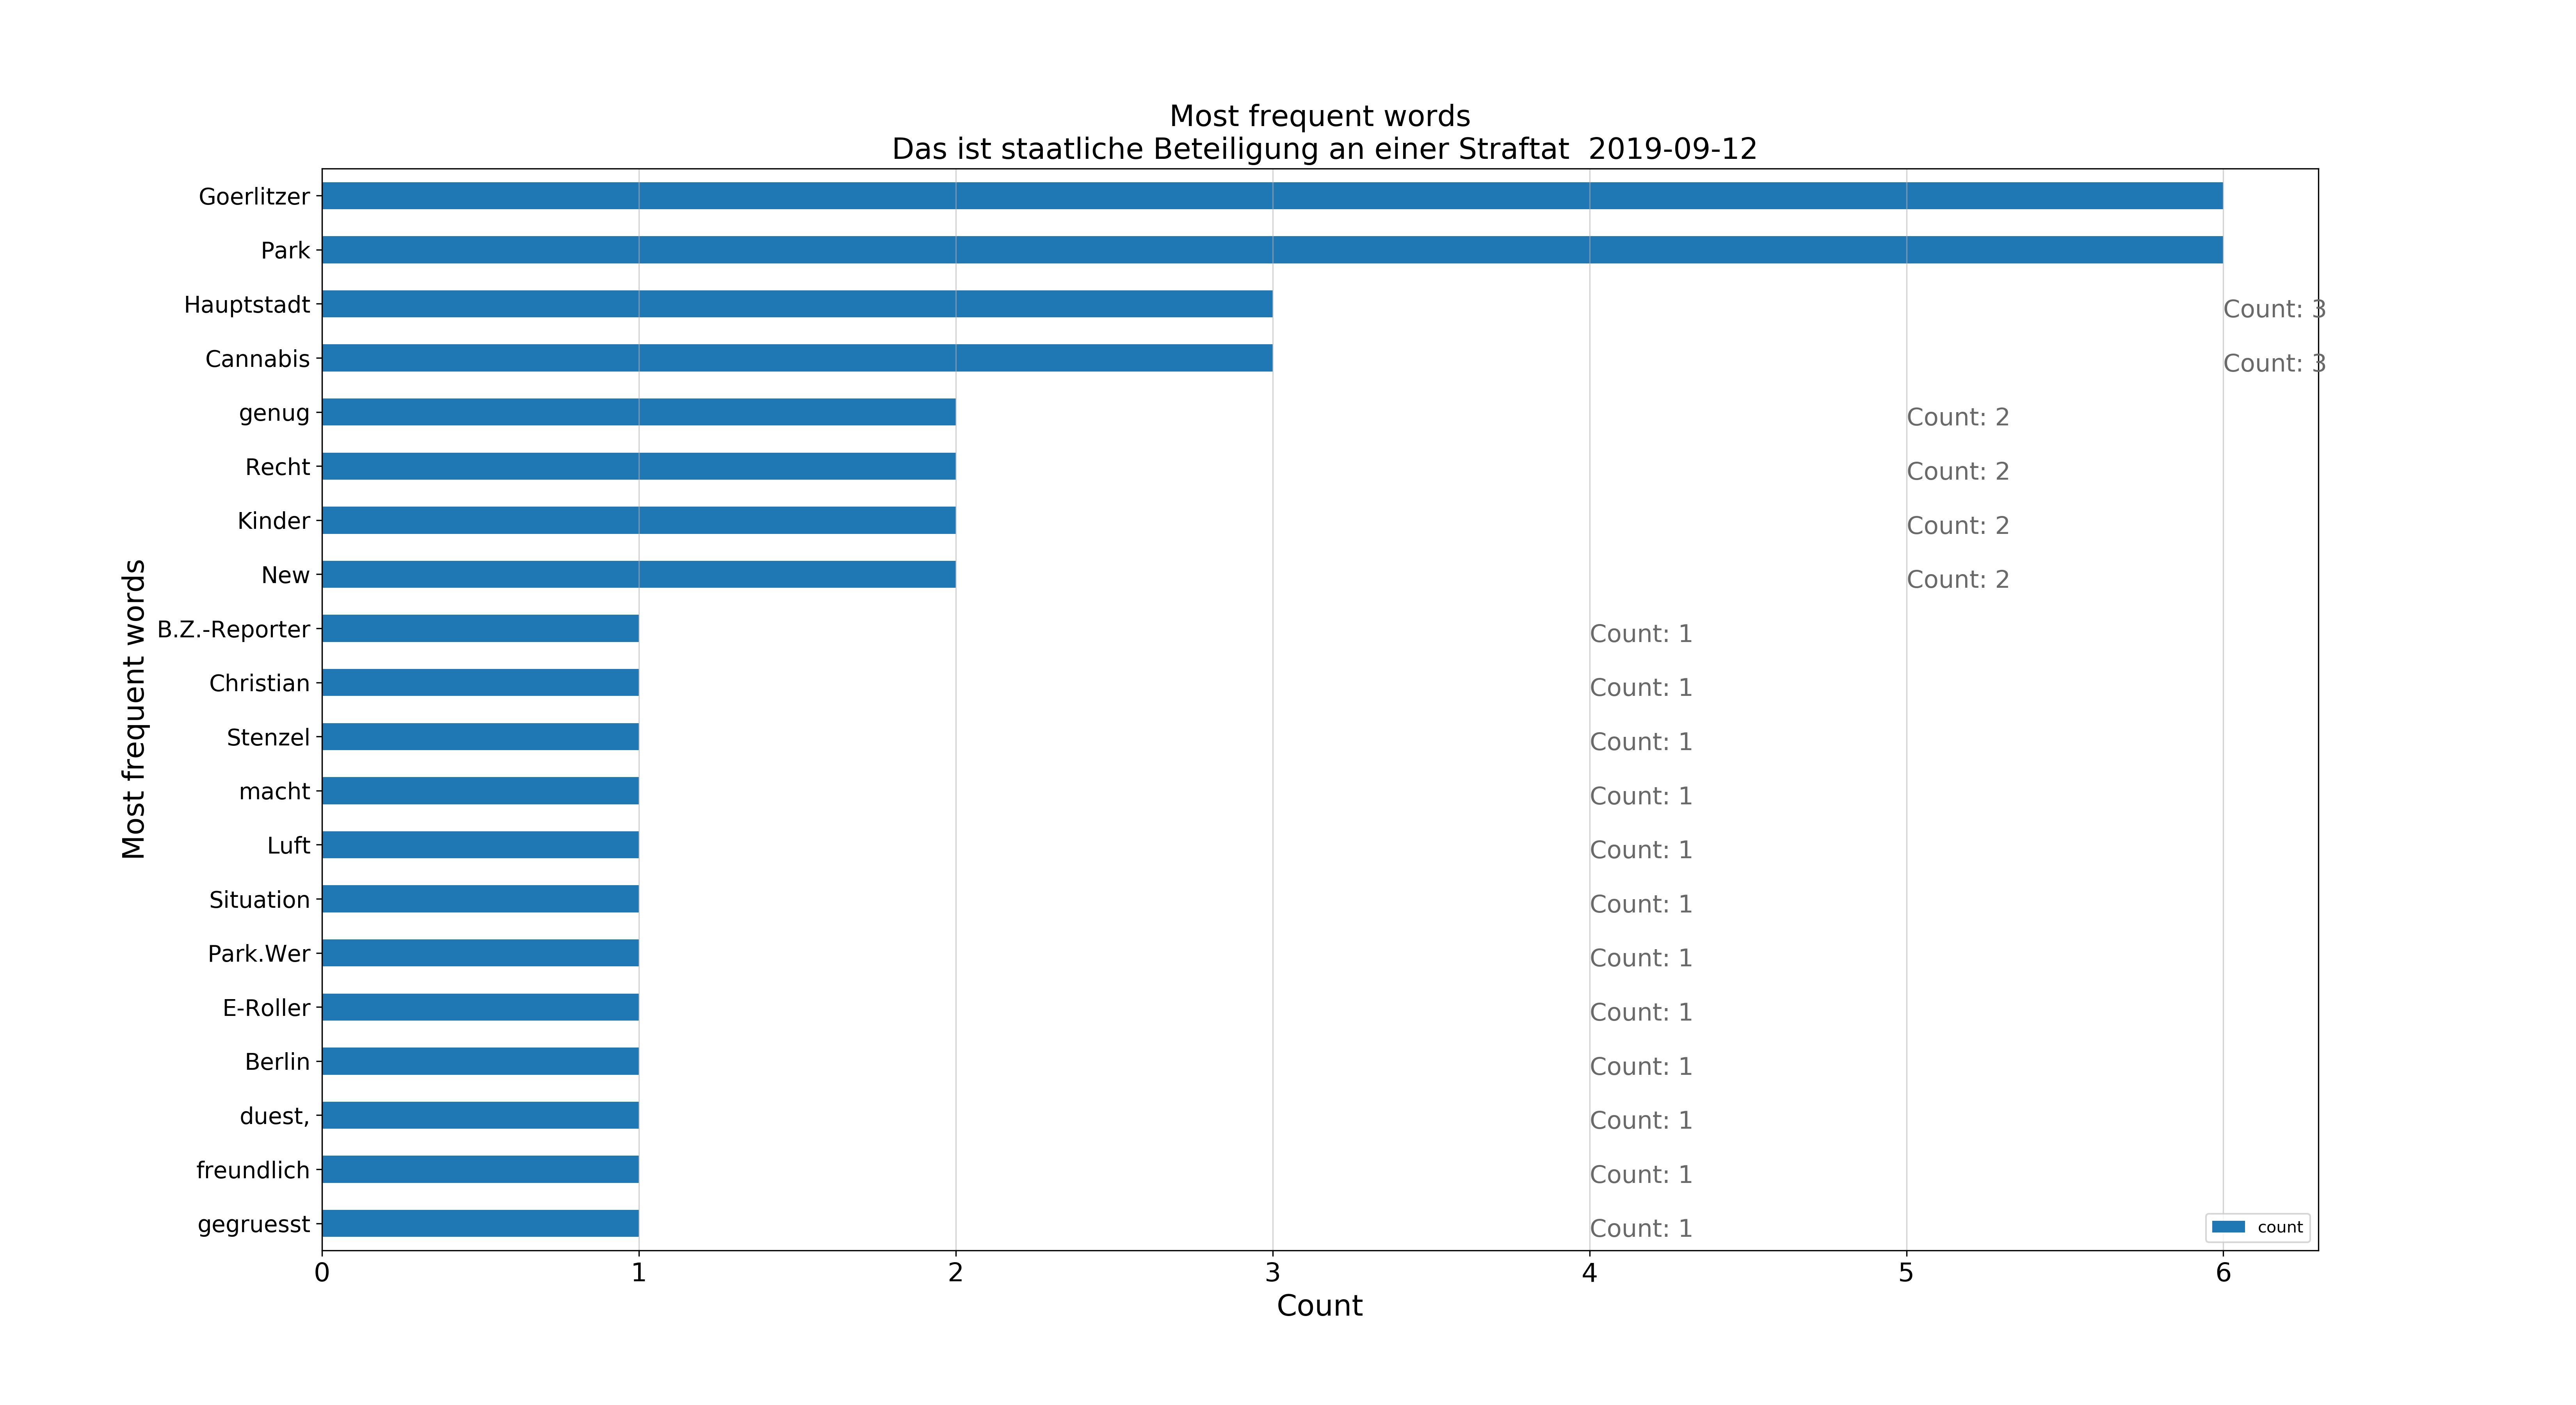 Most frequent words
Das ist staatliche Beteiligung an einer Straftat  2019-09-12
Most frequent words
Goerlitzer
Park
Hauptstadt Count: 3
Cannabis Count: 3
genug Count: 2
Recht Count: 2
Kinder Count: 2
New Count: 2
B.Z.-Reporter Count: 1
Christian Count: 1
Stenzel Count: 1
macht Count: 1
Luft Count: 1
Situation Count: 1
Park.Wer Count: 1
E-Roller Count: 1
Berlin Count: 1
duest, Count: 1
freundlich Count: 1
gegruesst Count: 1
count
0 1 2 3 4 5 6
Count